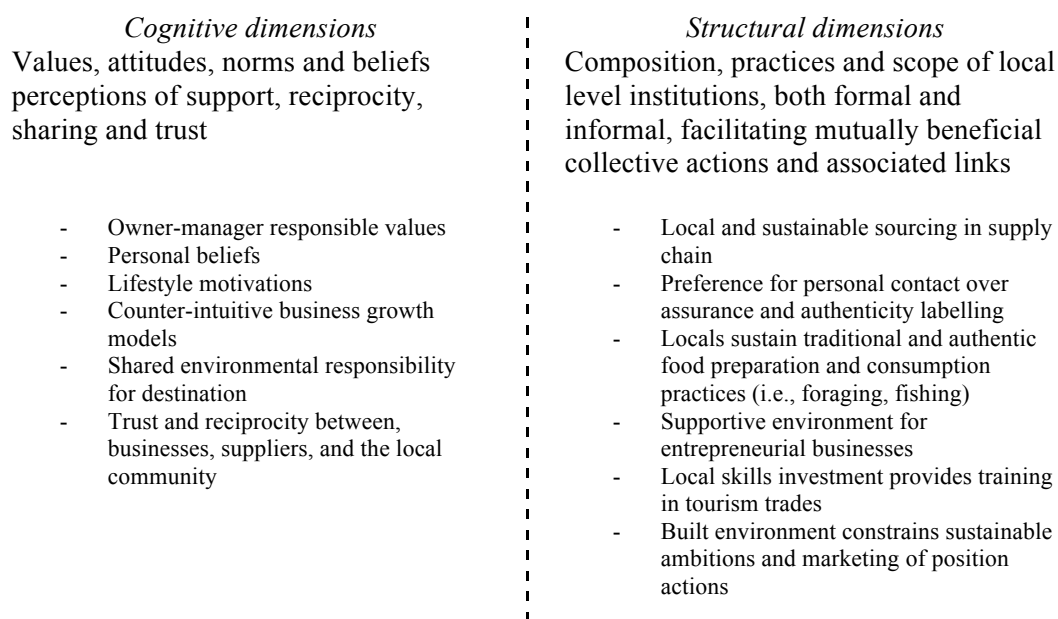 Cognitive dimensions
Values, attitudes, norms and beliefs
perceptions of support, reciprocity,
sharing and trust
- Owner-manager responsible values
- Personal beliefs
- Lifestyle motivations
- Counter-intuitive business growth
models
- Shared environmental responsibility
for destination
- Trust and reciprocity between,
businesses, suppliers, and the local
community
Structural dimensions
Composition, practices and scope of local
level institutions, both formal and
informal, facilitating mutually beneficial
collective actions and associated links
- Local and sustainable sourcing in supply
chain
- Preference for personal contact over
assurance and authenticity labelling
- Locals sustain traditional and authentic
food preparation and consumption
practices (i.e., foraging, fishing)
- Supportive environment for
entrepreneurial businesses
- Local skills investment provides training
in tourism trades
- Built environment constrains sustainable
ambitions and marketing of position
actions